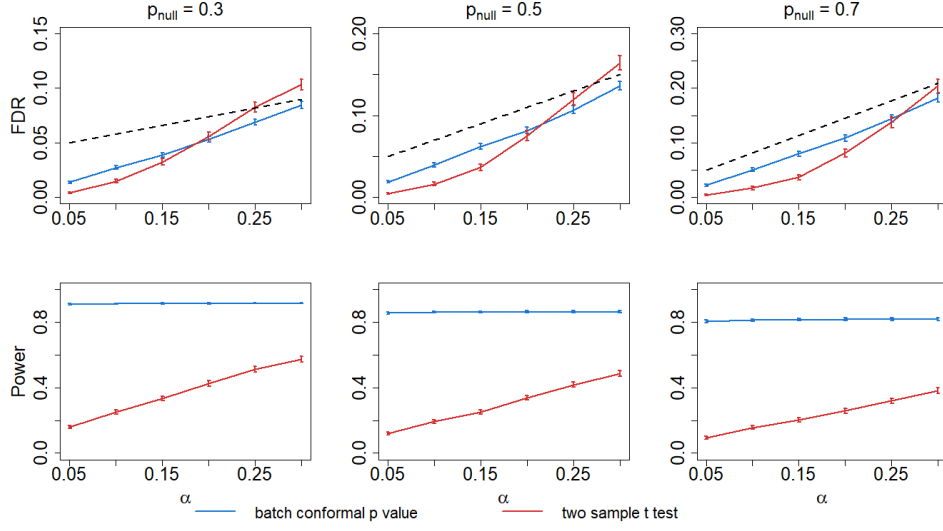 p_null = 0.3 p_null = 0.5 p_null = 0.7
FDR
0.00 0.05 0.10 0.15
0.05 0.15 0.25
0.00 0.10 0.20
0.05 0.15 0.25
0.00 0.10 0.20 0.30
0.05 0.15 0.25
Power
0.0 0.4 0.8
0.05 0.15 0.25
0.0 0.4 0.8
0.05 0.15 0.25
0.0 0.4 0.8
0.05 0.15 0.25
α α α
batch conformal p value two sample t test